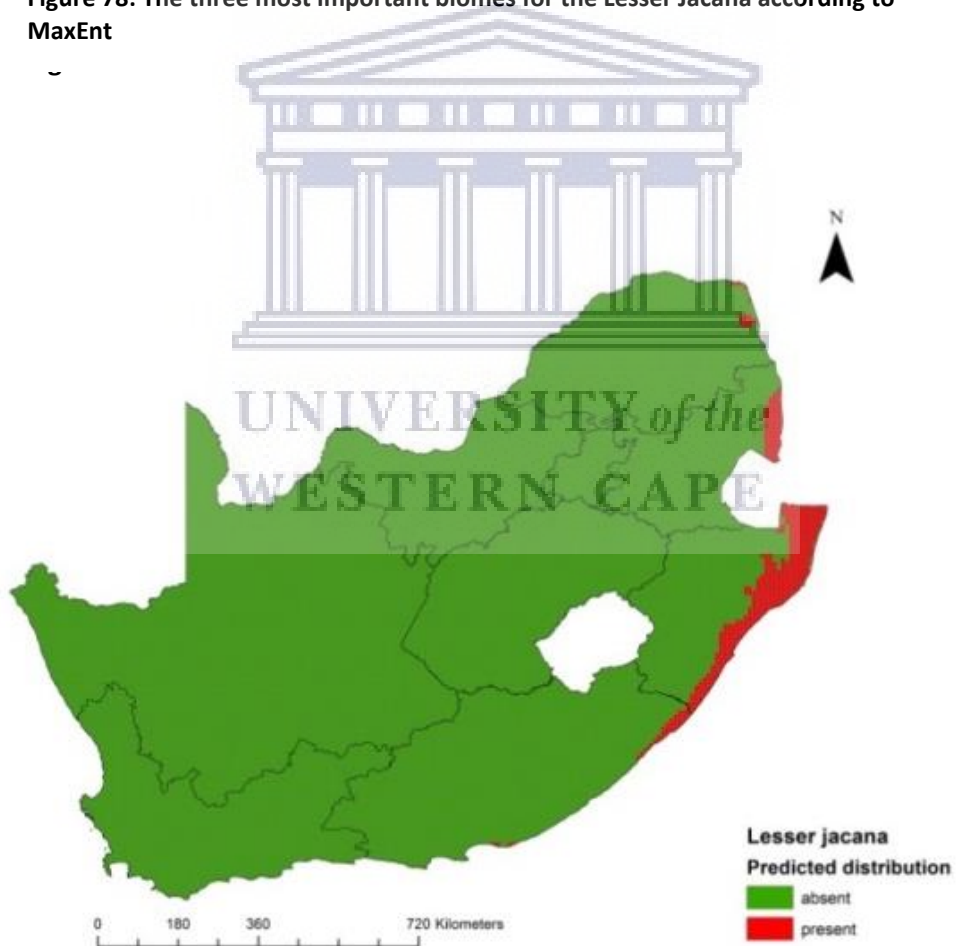 Figure 78: The three most important biomes for the Lesser Jacana according to
MaxEnt
N
UNIVERSITY of the
WESTERN CAPE
Lesser jacana
Predicted distribution
absent
present
0 180 360 720 Kilometers